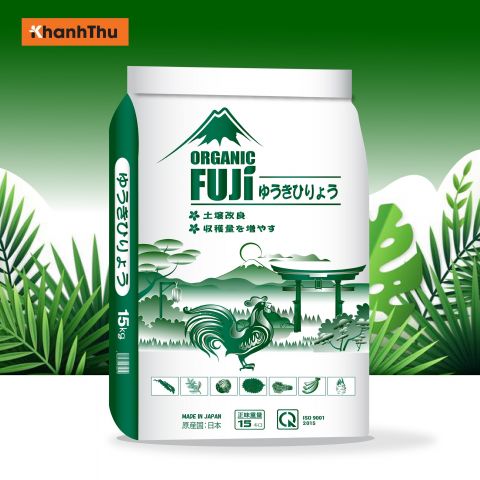 KhanhThu
ORGANIC
FUJi
ゆうきひりょう
土壌改良
収穫量を増やす
ゆうきひりょう
15kg
MADE IN JAPAN
原産国:日本
正味重量
15 キロ
ISO 9001
2015